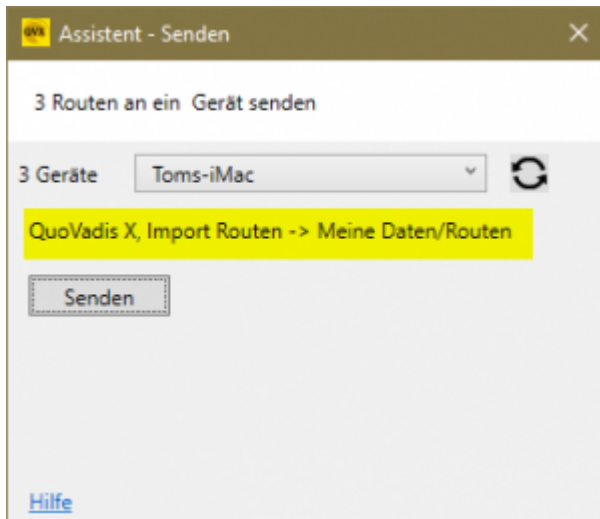 QVX Assistent - Senden
3 Routen an ein Gerät senden
3 Geräte Toms-iMac
QuoVadis X, Import Routen -> Meine Daten/Routen
Senden
Hilfe